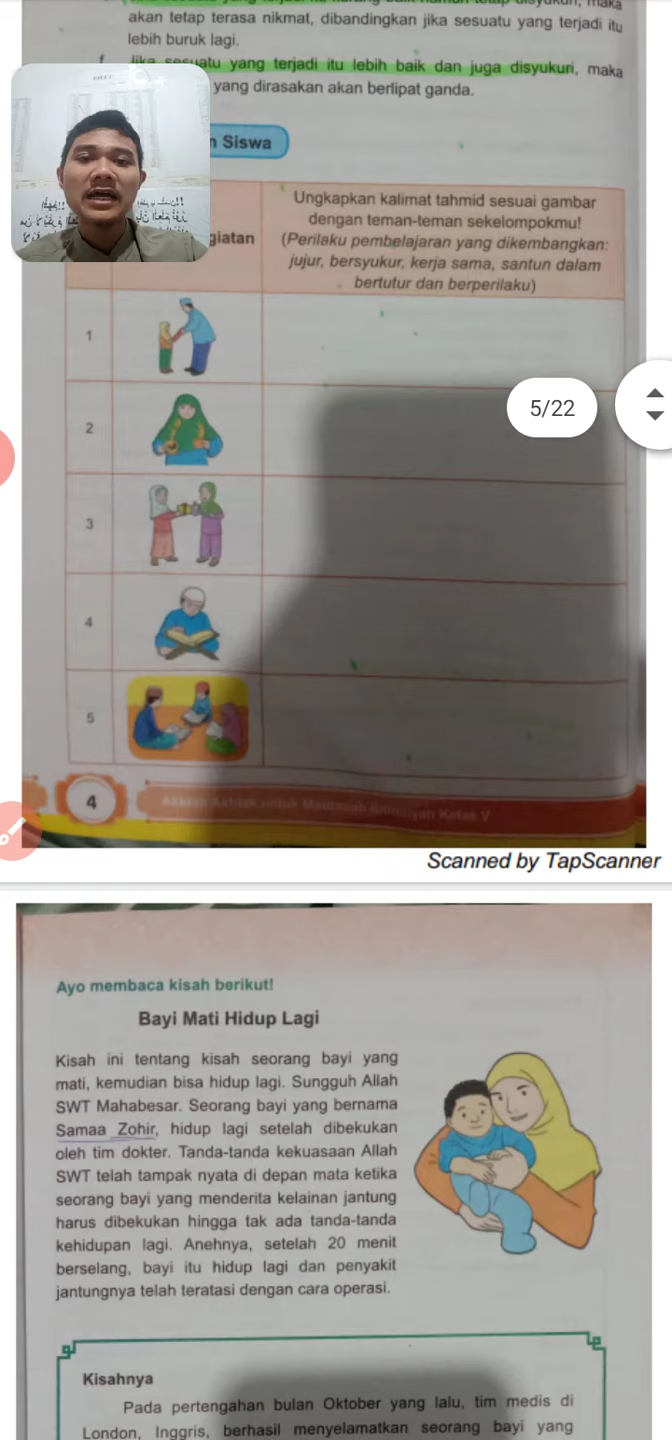 akan tetap terasa nikmat, dibandingkan jika sesuatu yang terjadi itu
lebih buruk lagi.
f. Jika sesuatu yang terjadi itu lebih baik dan juga disyukuri, maka
yang dirasakan akan berlipat ganda.
Siswa
giatan
Ungkapkan kalimat tahmid sesuai gambar
dengan teman-teman sekelompokmu!
(Perilaku pembelajaran yang dikembangkan:
jujur, bersyukur, kerja sama, santun dalam
bertutur dan berperilaku)
1
5/22
2
3
4
5
4
Akidah Akhlak untuk Madrasah Ibtidaiyah Kelas V
Scanned by TapScanner
Ayo membaca kisah berikut!
Bayi Mati Hidup Lagi
Kisah ini tentang kisah seorang bayi yang
mati, kemudian bisa hidup lagi. Sungguh Allah
SWT Mahabesar. Seorang bayi yang bernama
Samaa Zohir, hidup lagi setelah dibekukan
oleh tim dokter. Tanda-tanda kekuasaan Allah
SWT telah tampak nyata di depan mata ketika
seorang bayi yang menderita kelainan jantung
harus dibekukan hingga tak ada tanda-tanda
kehidupan lagi. Anehnya, setelah 20 menit
berselang, bayi itu hidup lagi dan penyakit
jantungnya telah teratasi dengan cara operasi.
Kisahnya
Pada pertengahan bulan Oktober yang lalu, tim medis di
London, Inggris, berhasil menyelamatkan seorang bayi yang